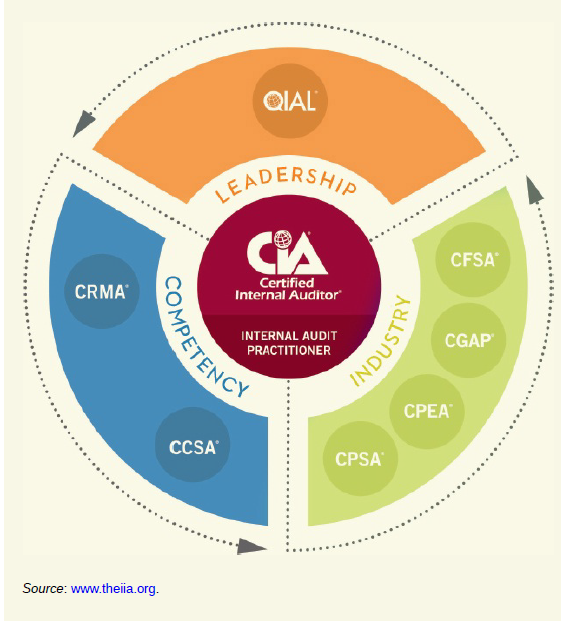 QIAL®
LEADERSHIP
CIA®
Certified
Internal Auditor®
INTERNAL AUDIT
PRACTITIONER
COMPETENCY
CRMA®
CCSA®
INDUSTRY
CFSA®
CGAP®
CPEA®
CPSA®
Source: www.theiia.org.